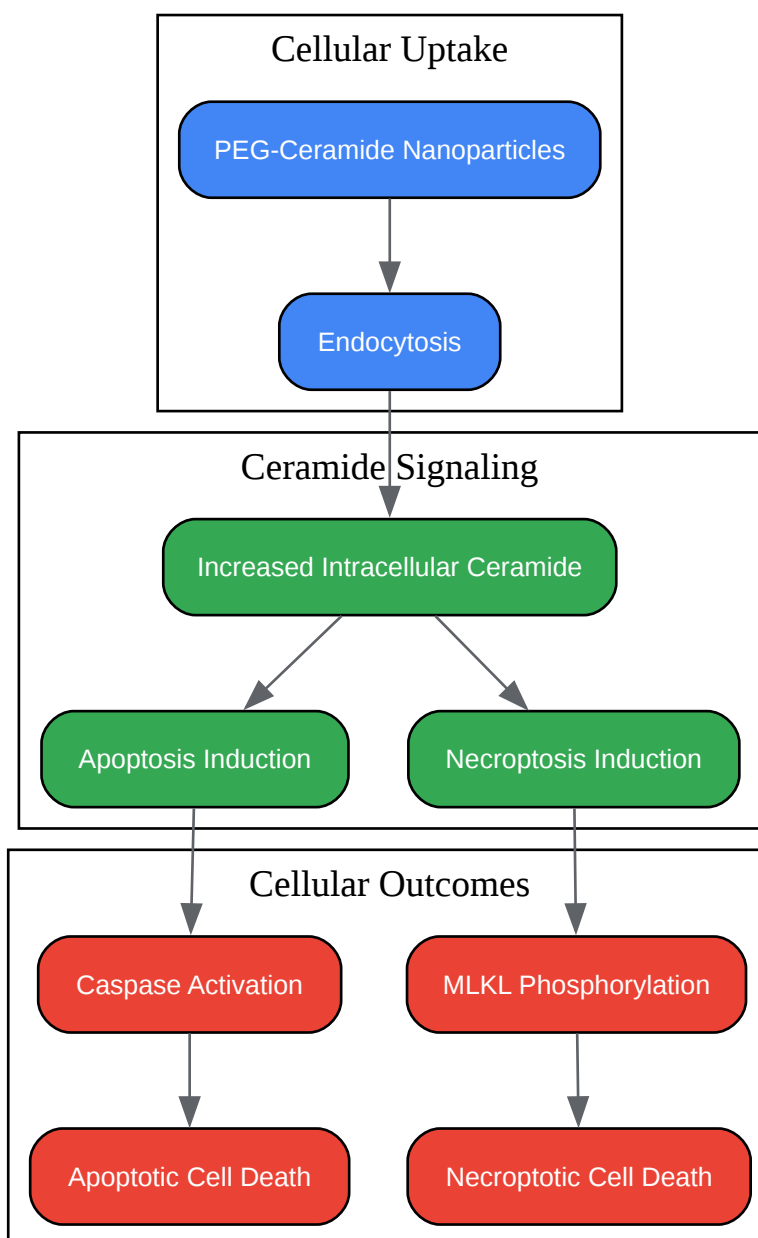 Cellular Uptake
PEG-Ceramide Nanoparticles
Endocytosis
Ceramide Signaling
Increased Intracellular Ceramide
Apoptosis Induction
Necroptosis Induction
Cellular Outcomes
Caspase Activation
MLKL Phosphorylation
Apoptotic Cell Death
Necroptotic Cell Death